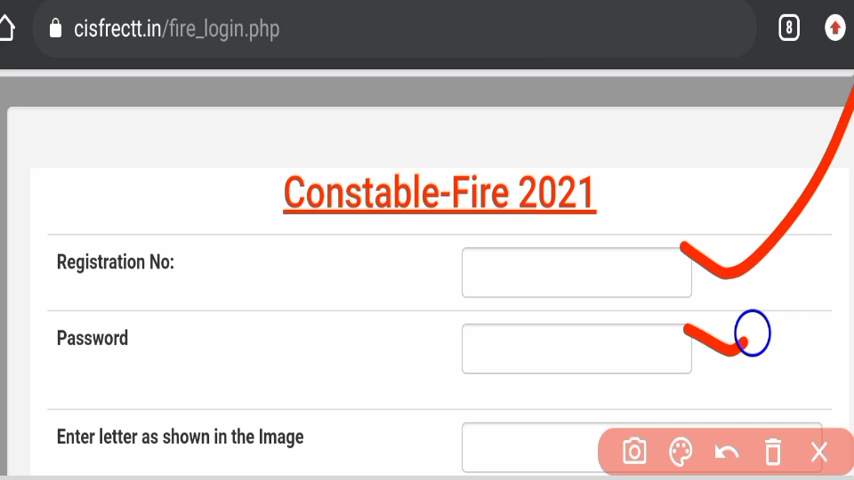 cisfrectt.in/fire_login.php
8
Constable-Fire 2021
Registration No:
Password
Enter letter as shown in the Image